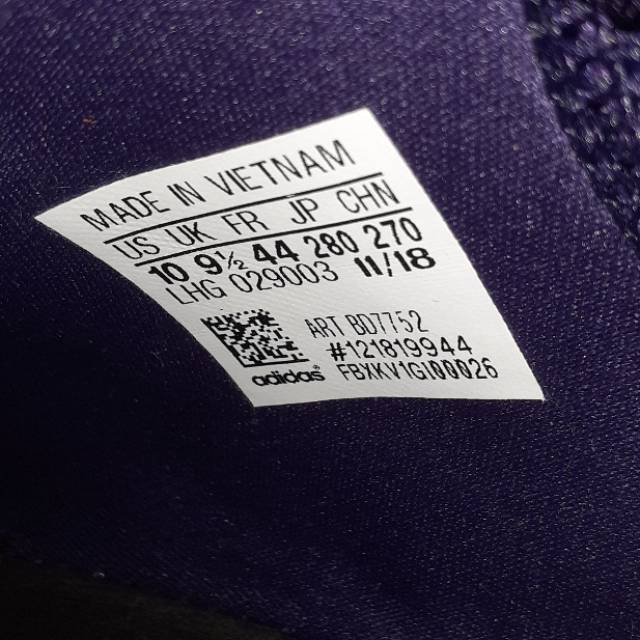 MADE IN VIETNAM
US UK FR JP CHN
10 9½ 44 280 270
LHG 029003 11/18
ART BD7752
#121819944
FBXKV1GI00026
adidas